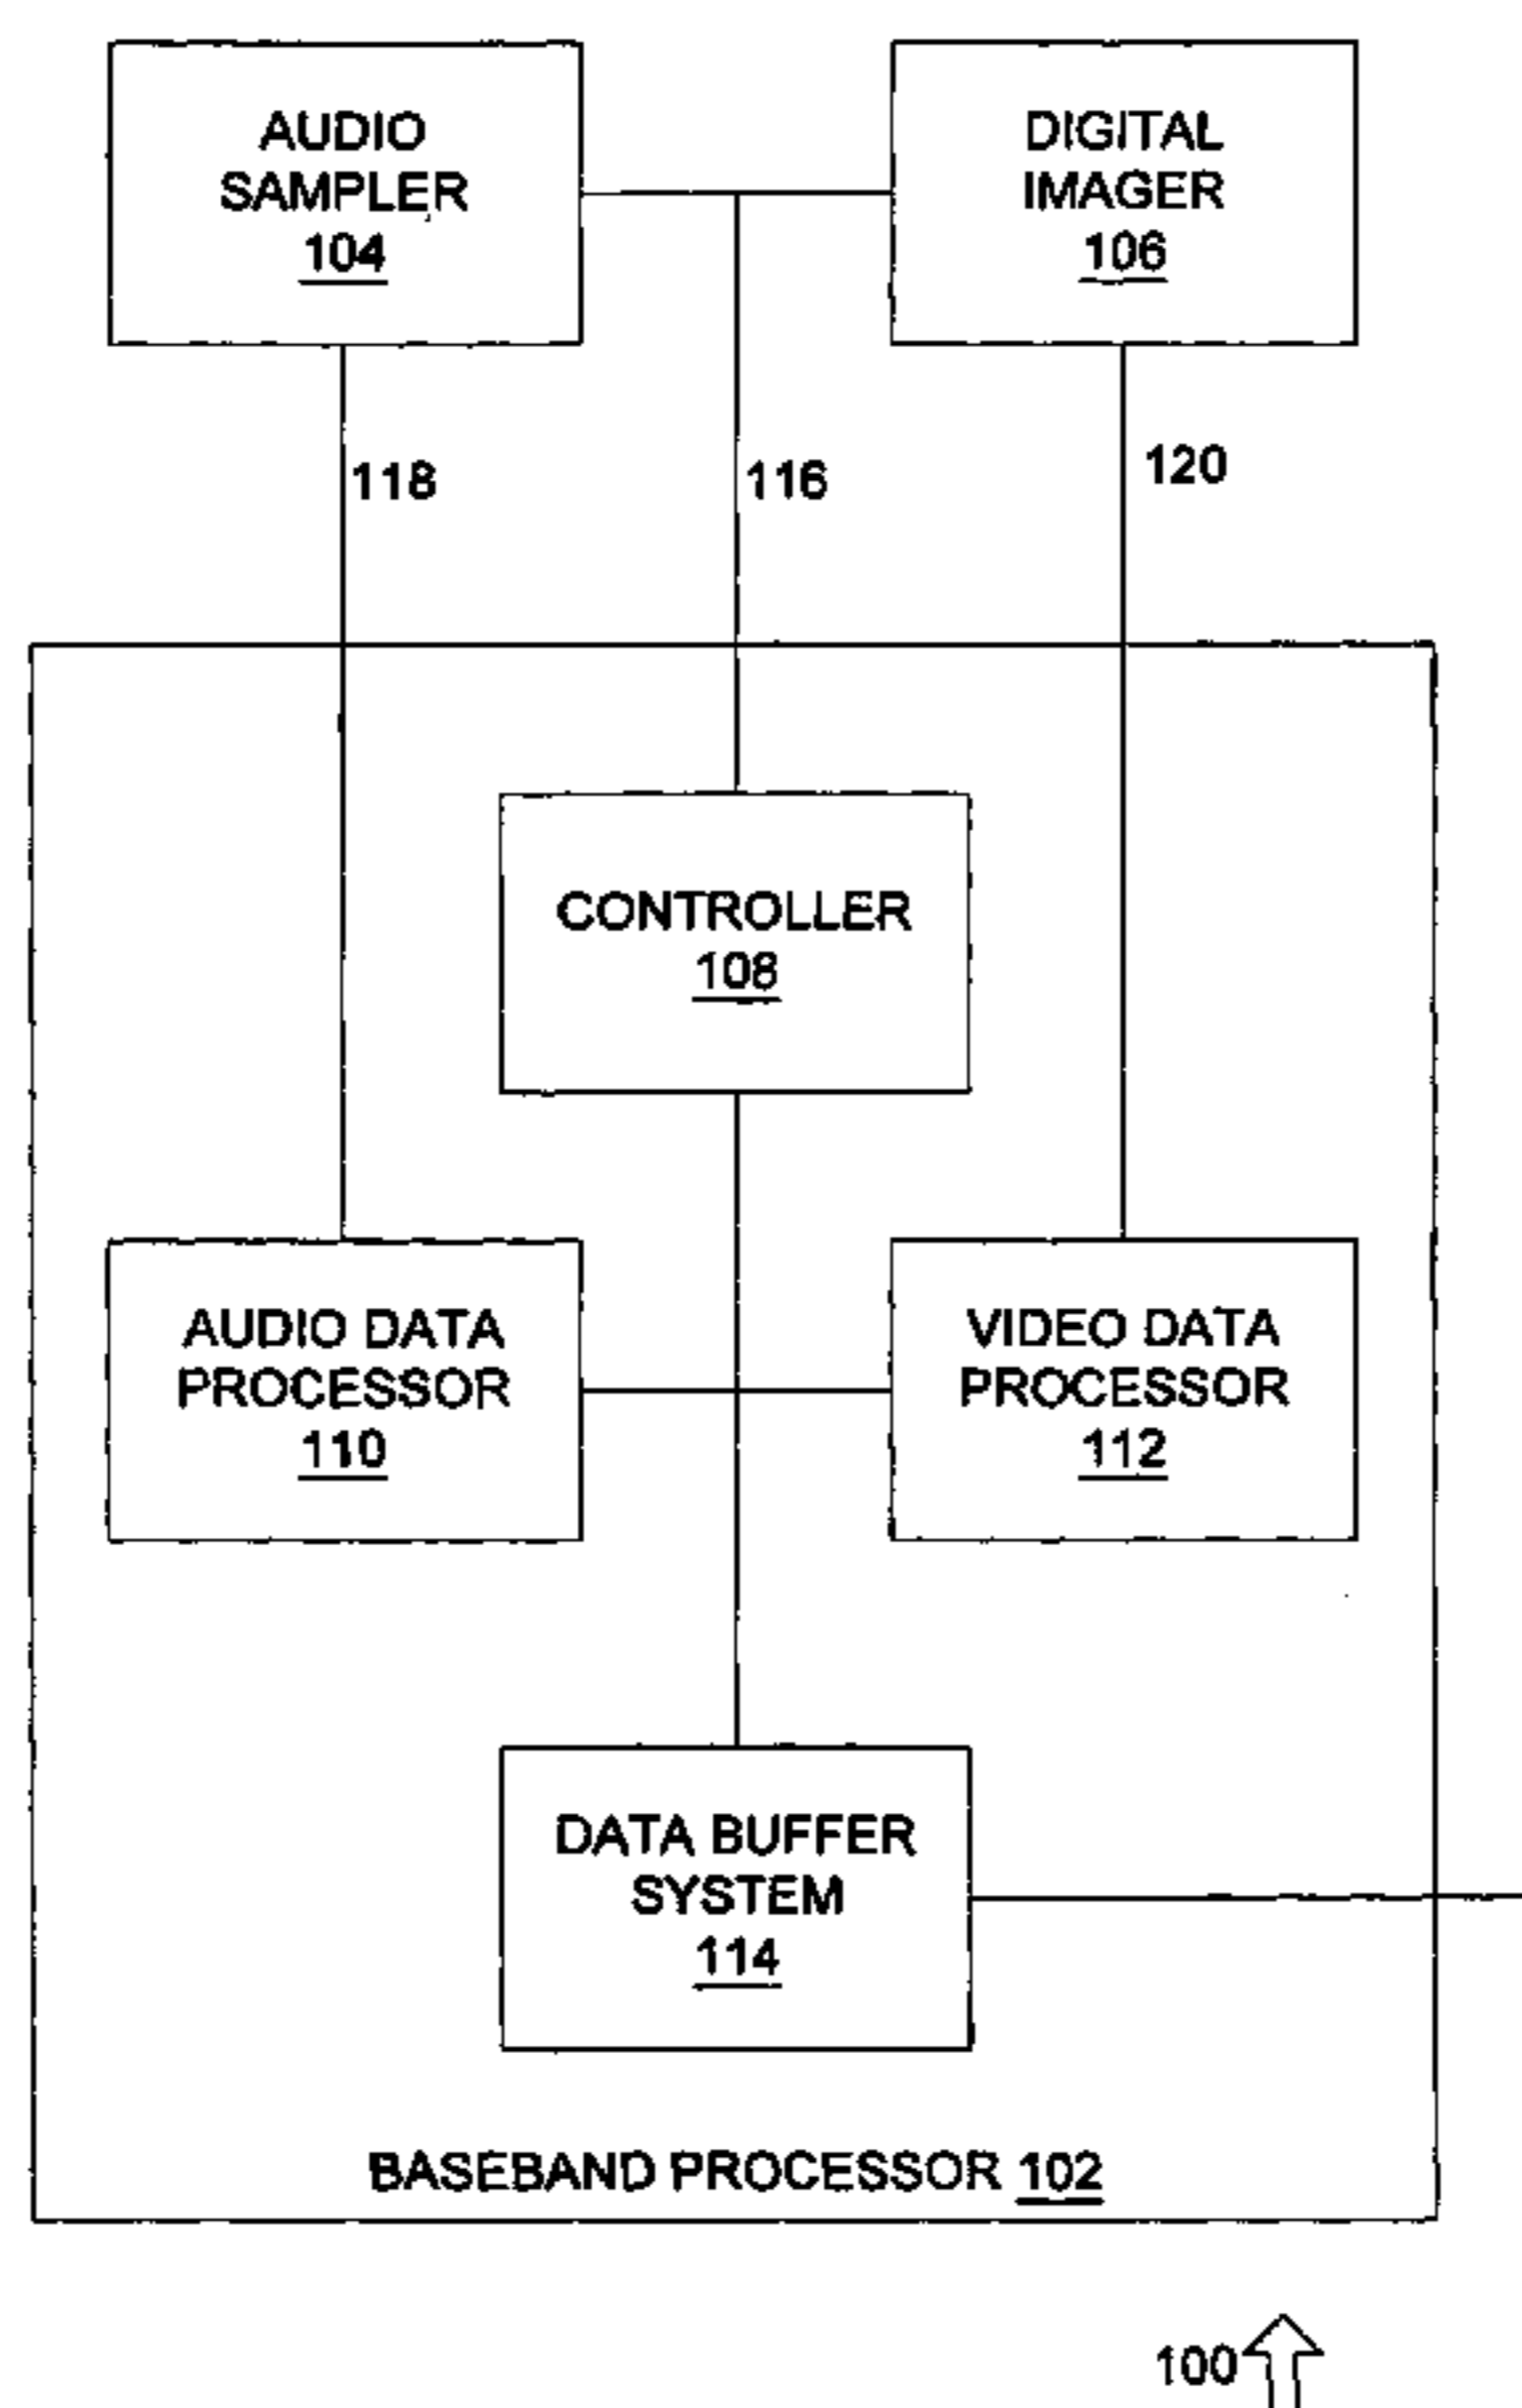 AUDIO
SAMPLER
104
DIGITAL
IMAGER
106
118
116
120
CONTROLLER
108
AUDIO DATA
PROCESSOR
110
VIDEO DATA
PROCESSOR
112
DATA BUFFER
SYSTEM
114
BASEBAND PROCESSOR 102
100